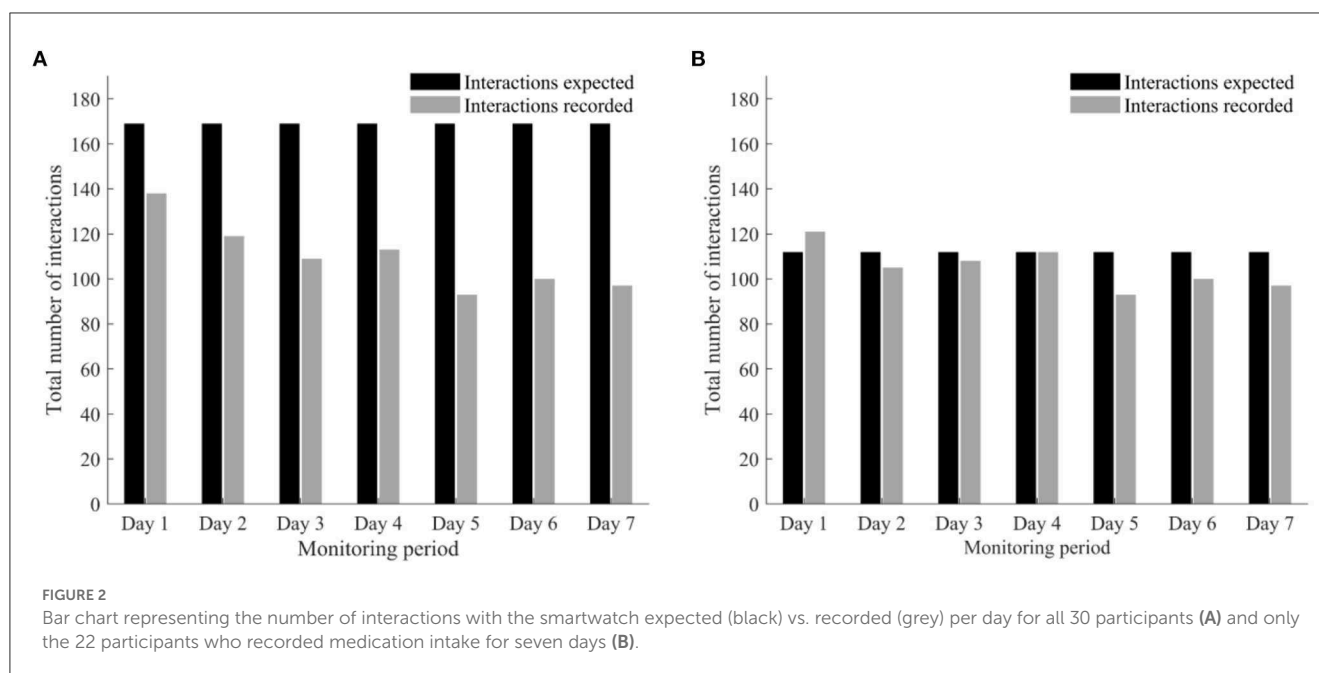 A
Interactions expected
Interactions recorded
180
160
140
120
100
80
60
40
20
0
Total number of interactions
Day 1 Day 2 Day 3 Day 4 Day 5 Day 6 Day 7
Monitoring period
B
Interactions expected
Interactions recorded
180
160
140
120
100
80
60
40
20
0
Total number of interactions
Day 1 Day 2 Day 3 Day 4 Day 5 Day 6 Day 7
Monitoring period
FIGURE 2
Bar chart representing the number of interactions with the smartwatch expected (black) vs. recorded (grey) per day for all 30 participants (A) and only
the 22 participants who recorded medication intake for seven days (B).